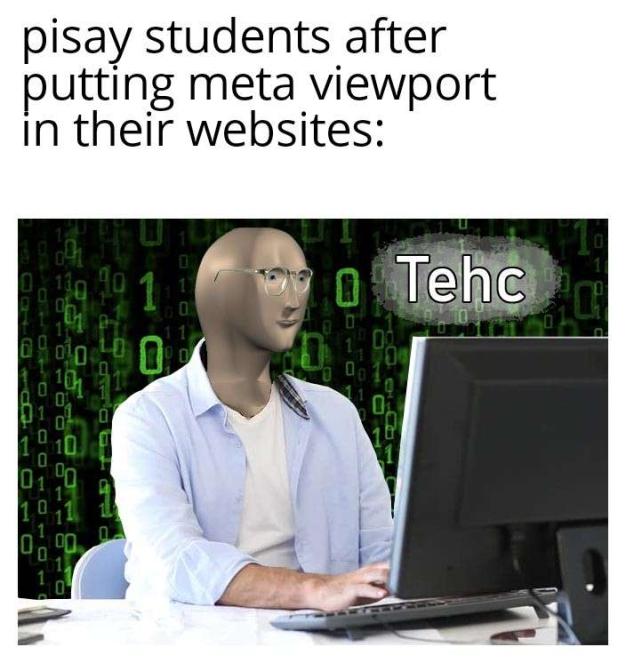 pisay students after
putting meta viewport
in their websites:
Tehc